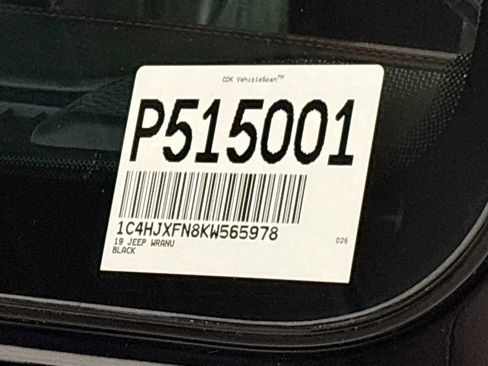 CDK VehicleScan™
P515001
1C4HJXFN8KW565978
19 JEEP WRANU
BLACK
D26